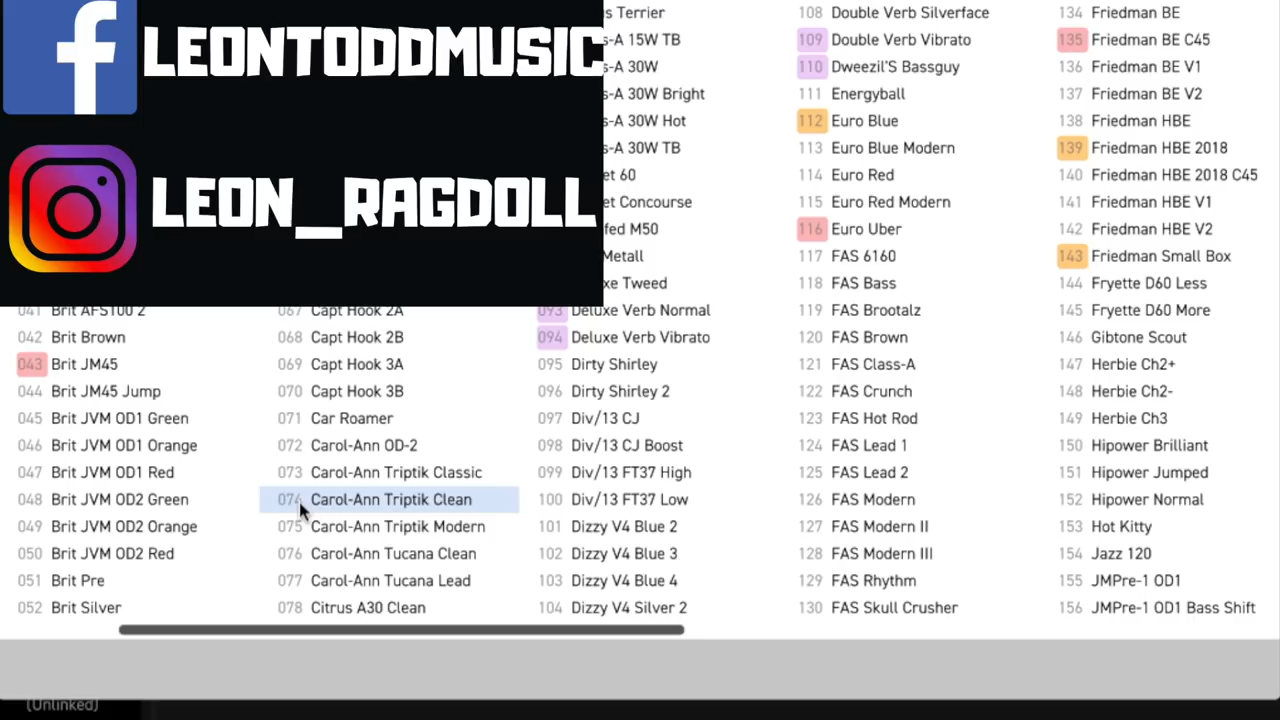 LEONTODDMUSIC
LEON_RAGDOLL
041 Brit AFS100 2
042 Brit Brown
043 Brit JM45
044 Brit JM45 Jump
045 Brit JVM OD1 Green
046 Brit JVM OD1 Orange
047 Brit JVM OD1 Red
048 Brit JVM OD2 Green
049 Brit JVM OD2 Orange
050 Brit JVM OD2 Red
051 Brit Pre
052 Brit Silver
067 Capt Hook 2A
068 Capt Hook 2B
069 Capt Hook 3A
070 Capt Hook 3B
071 Car Roamer
072 Carol-Ann OD-2
073 Carol-Ann Triptik Classic
074 Carol-Ann Triptik Clean
075 Carol-Ann Triptik Modern
076 Carol-Ann Tucana Clean
077 Carol-Ann Tucana Lead
078 Citrus A30 Clean
s Terrier
s-A 15W TB
s-A 30W
s-A 30W Bright
s-A 30W Hot
s-A 30W TB
et 60
et Concourse
fed M50
Metall
xe Tweed
093 Deluxe Verb Normal
094 Deluxe Verb Vibrato
095 Dirty Shirley
096 Dirty Shirley 2
097 Div/13 CJ
098 Div/13 CJ Boost
099 Div/13 FT37 High
100 Div/13 FT37 Low
101 Dizzy V4 Blue 2
102 Dizzy V4 Blue 3
103 Dizzy V4 Blue 4
104 Dizzy V4 Silver 2
108 Double Verb Silverface
109 Double Verb Vibrato
110 Dweezil'S Bassguy
111 Energyball
112 Euro Blue
113 Euro Blue Modern
114 Euro Red
115 Euro Red Modern
116 Euro Uber
117 FAS 6160
118 FAS Bass
119 FAS Brootalz
120 FAS Brown
121 FAS Class-A
122 FAS Crunch
123 FAS Hot Rod
124 FAS Lead 1
125 FAS Lead 2
126 FAS Modern
127 FAS Modern II
128 FAS Modern III
129 FAS Rhythm
130 FAS Skull Crusher
134 Friedman BE
135 Friedman BE C45
136 Friedman BE V1
137 Friedman BE V2
138 Friedman HBE
139 Friedman HBE 2018
140 Friedman HBE 2018 C45
141 Friedman HBE V1
142 Friedman HBE V2
143 Friedman Small Box
144 Fryette D60 Less
145 Fryette D60 More
146 Gibtone Scout
147 Herbie Ch2+
148 Herbie Ch2-
149 Herbie Ch3
150 Hipower Brilliant
151 Hipower Jumped
152 Hipower Normal
153 Hot Kitty
154 Jazz 120
155 JMPre-1 OD1
156 JMPre-1 OD1 Bass Shift
(Unlinked)